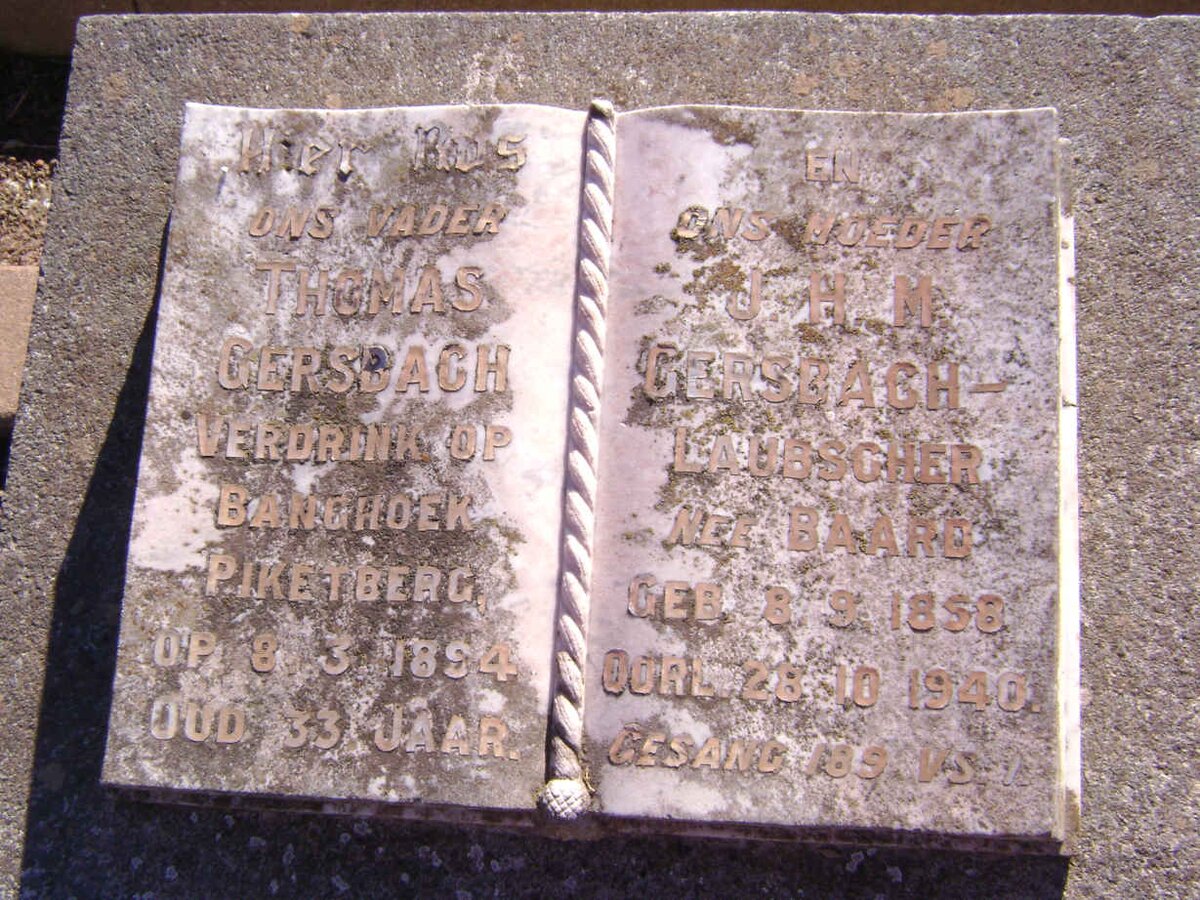 Hier Rus
ONS VADER
THOMAS
GERSBACH
VERDRINK OP
BANGHOEK
PIKETBERG,
OP 8 3 1894
OUD 33 JAAR.
EN
ONS MOEDER
J. H. M.
GERSBACH-
LAUBSCHER
NEE BAARD
GEB. 8 9 1858
OORL. 28 10 1940.
GESANG 189 VS. 1.